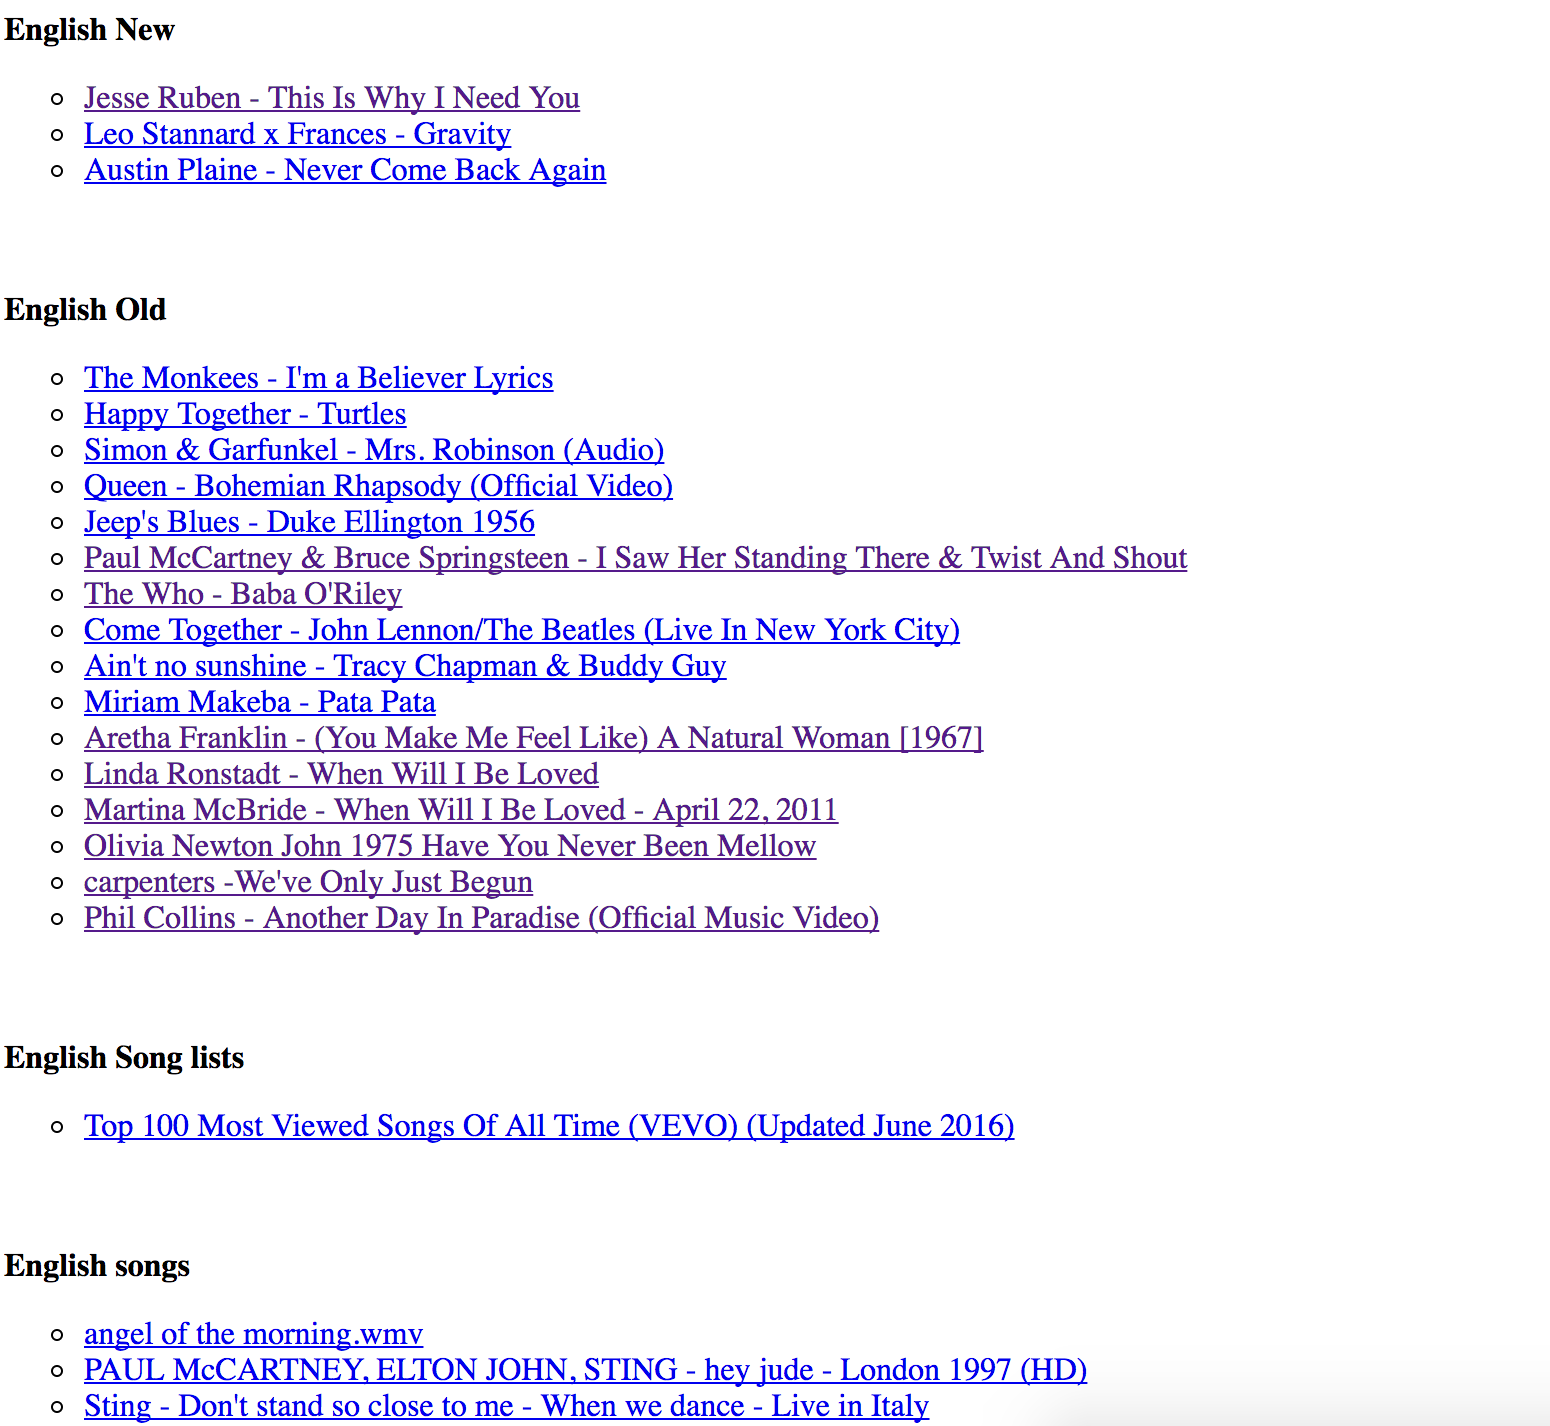 English New
Jesse Ruben - This Is Why I Need You
Leo Stannard x Frances - Gravity
Austin Plaine - Never Come Back Again
English Old
The Monkees - I'm a Believer Lyrics
Happy Together - Turtles
Simon & Garfunkel - Mrs. Robinson (Audio)
Queen - Bohemian Rhapsody (Official Video)
Jeep's Blues - Duke Ellington 1956
Paul McCartney & Bruce Springsteen - I Saw Her Standing There & Twist And Shout
The Who - Baba O'Riley
Come Together - John Lennon/The Beatles (Live In New York City)
Ain't no sunshine - Tracy Chapman & Buddy Guy
Miriam Makeba - Pata Pata
Aretha Franklin - (You Make Me Feel Like) A Natural Woman [1967]
Linda Ronstadt - When Will I Be Loved
Martina McBride - When Will I Be Loved - April 22, 2011
Olivia Newton John 1975 Have You Never Been Mellow
carpenters -We've Only Just Begun
Phil Collins - Another Day In Paradise (Official Music Video)
English Song lists
Top 100 Most Viewed Songs Of All Time (VEVO) (Updated June 2016)
English songs
angel of the morning.wmv
PAUL McCARTNEY, ELTON JOHN, STING - hey jude - London 1997 (HD)
Sting - Don't stand so close to me - When we dance - Live in Italy